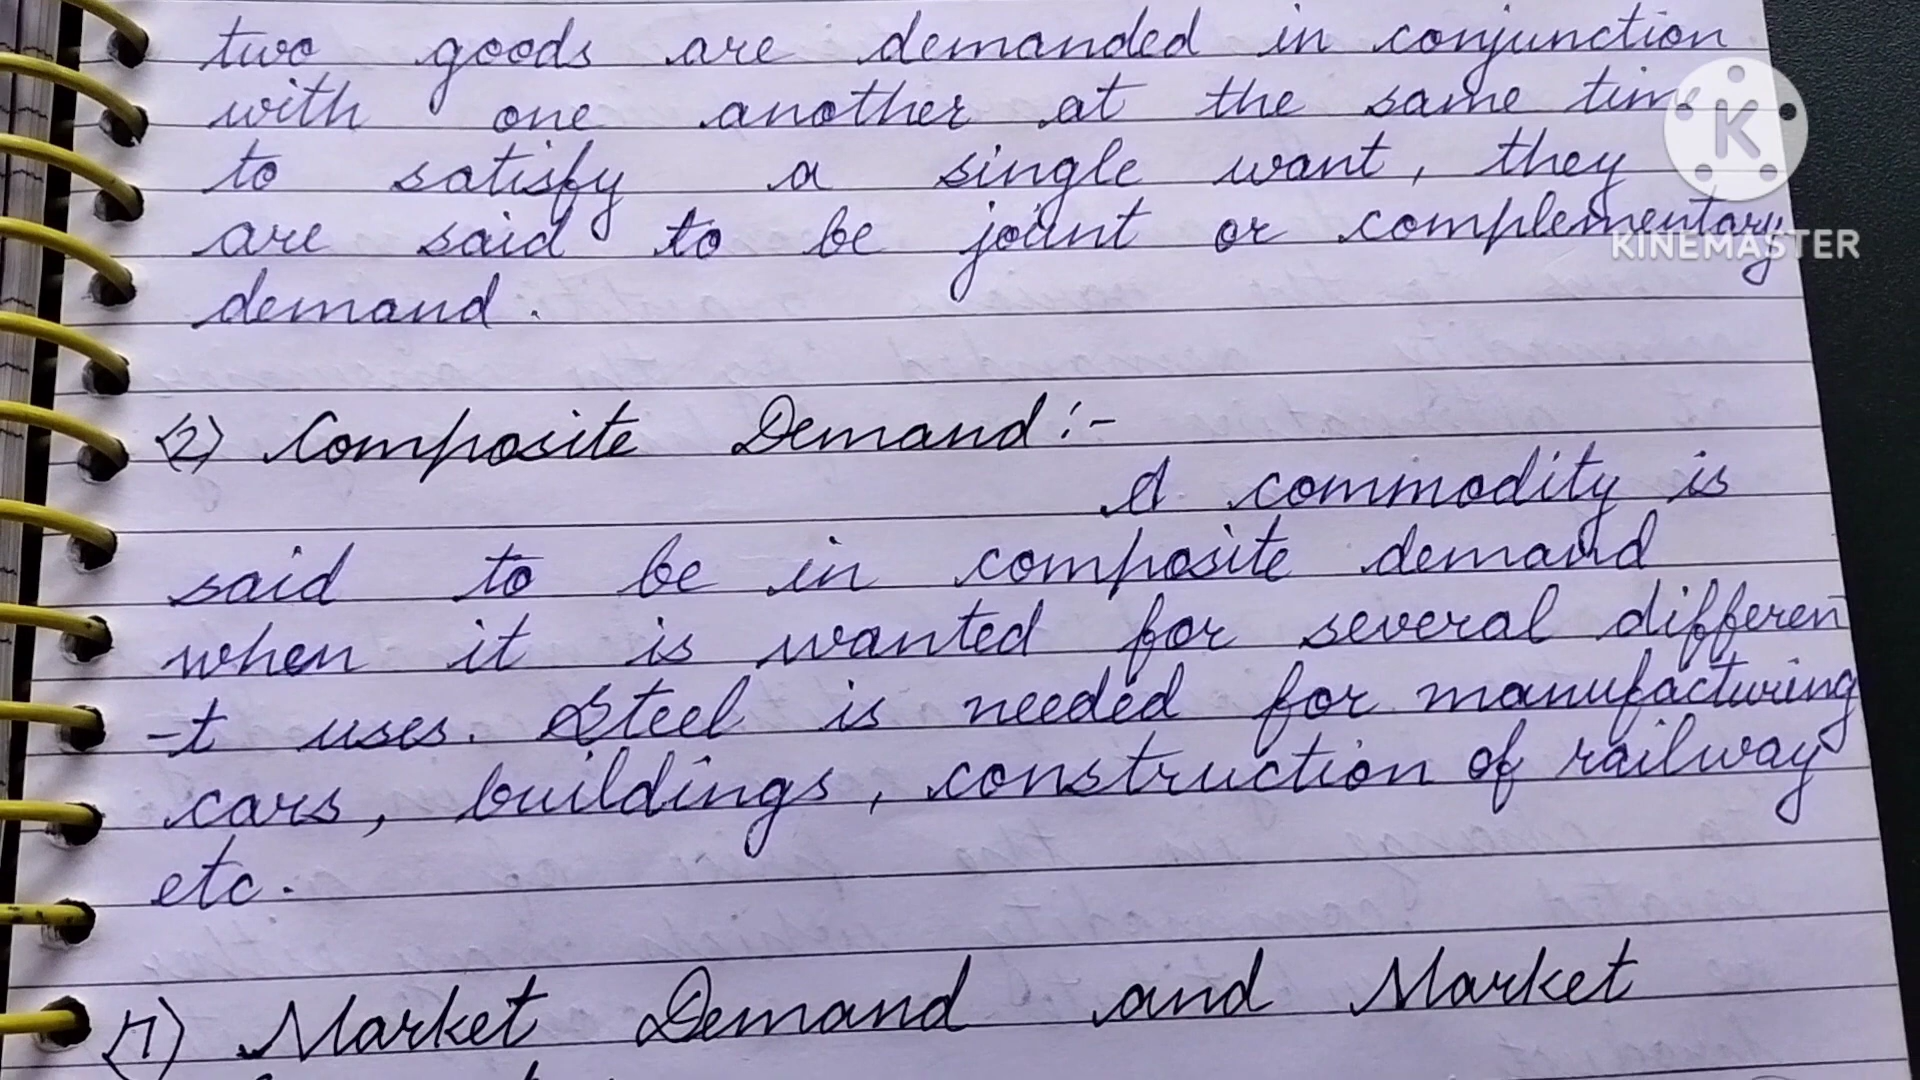 two goods are demanded in conjunction
with one another at the same time
to satisfy a single want, they
are said to be joint or complementary
demand.
(2) Composite Demand :-
A commodity is
said to be in composite demand
when it is wanted for several differen
-t uses. Steel is needed for manufacturing
cars, buildings, construction of railway
etc.
(7) Market Demand and Market
K
KINEMASTER